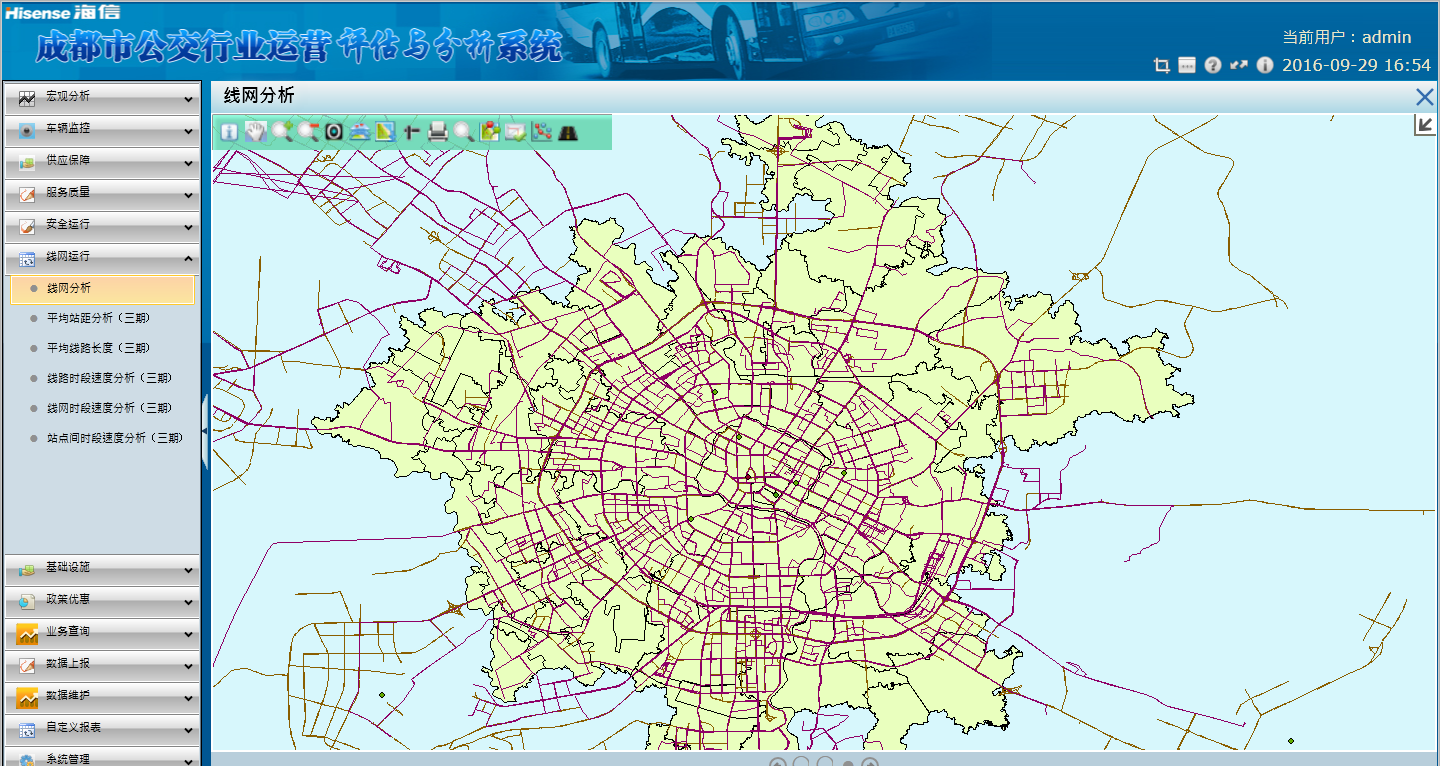 Hisense 海信
成都市公交行业运营评估与分析系统
当前用户：admin
2016-09-29 16:54
宏观分析
车辆监控
供应保障
服务质量
安全运行
线网运行
线网分析
平均站距分析（三期）
平均线路长度（三期）
线路时段速度分析（三期）
线网时段速度分析（三期）
站点间时段速度分析（三期）
基础设施
政策优惠
业务查询
数据上报
数据维护
自定义报表
系统管理
线网分析